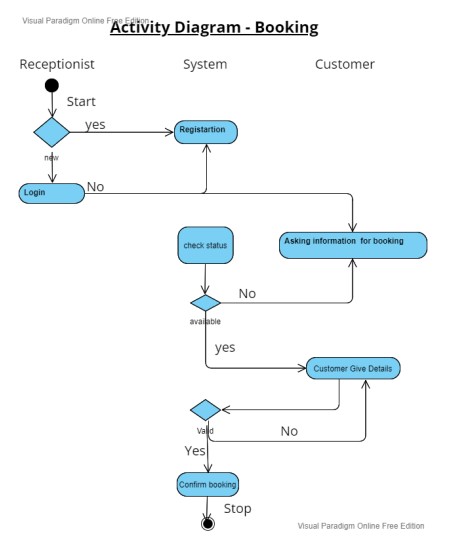 Visual Paradigm Online Free Edition
Activity Diagram - Booking
Receptionist System Customer
Start
yes
Registartion
new
Login
No
check status
Asking information for booking
No
available
yes
Customer Give Details
Valid
No
Yes
Confirm booking
Stop
Visual Paradigm Online Free Edition